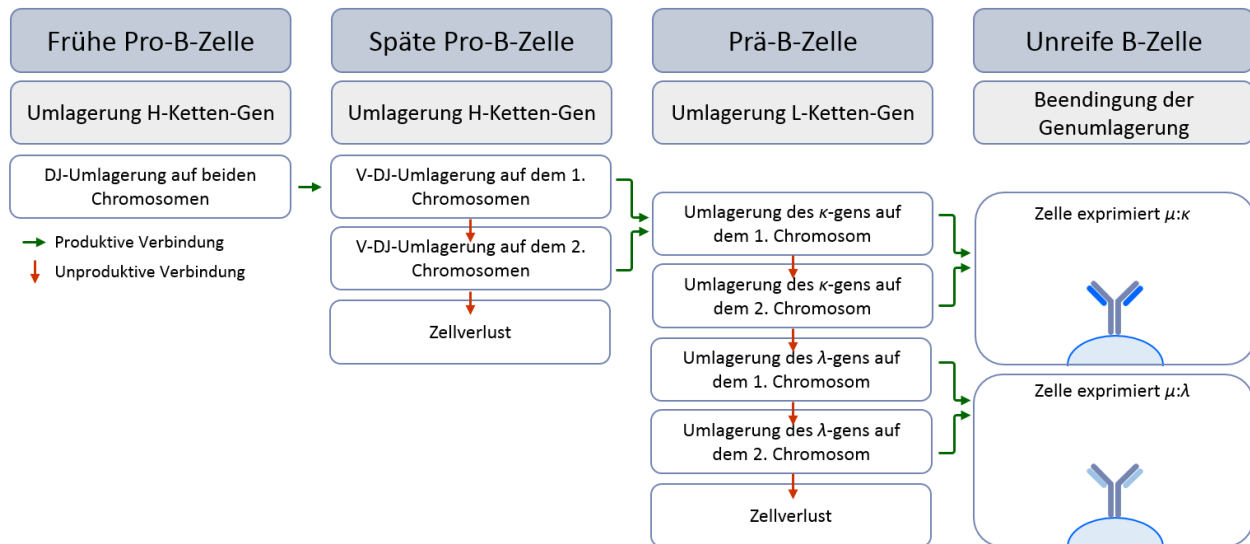 Frühe Pro-B-Zelle
Umlagerung H-Ketten-Gen
DJ-Umlagerung auf beiden
Chromosomen
Produktive Verbindung
Unproduktive Verbindung
Späte Pro-B-Zelle
Umlagerung H-Ketten-Gen
V-DJ-Umlagerung auf dem 1.
Chromosomen
V-DJ-Umlagerung auf dem 2.
Chromosomen
Zellverlust
Prä-B-Zelle
Umlagerung L-Ketten-Gen
Umlagerung des κ-gens auf
dem 1. Chromosom
Umlagerung des κ-gens auf
dem 2. Chromosom
Umlagerung des λ-gens auf
dem 1. Chromosom
Umlagerung des λ-gens auf
dem 2. Chromosom
Zellverlust
Unreife B-Zelle
Beendingung der
Genumlagerung
Zelle exprimiert μ:κ
Zelle exprimiert μ:λ